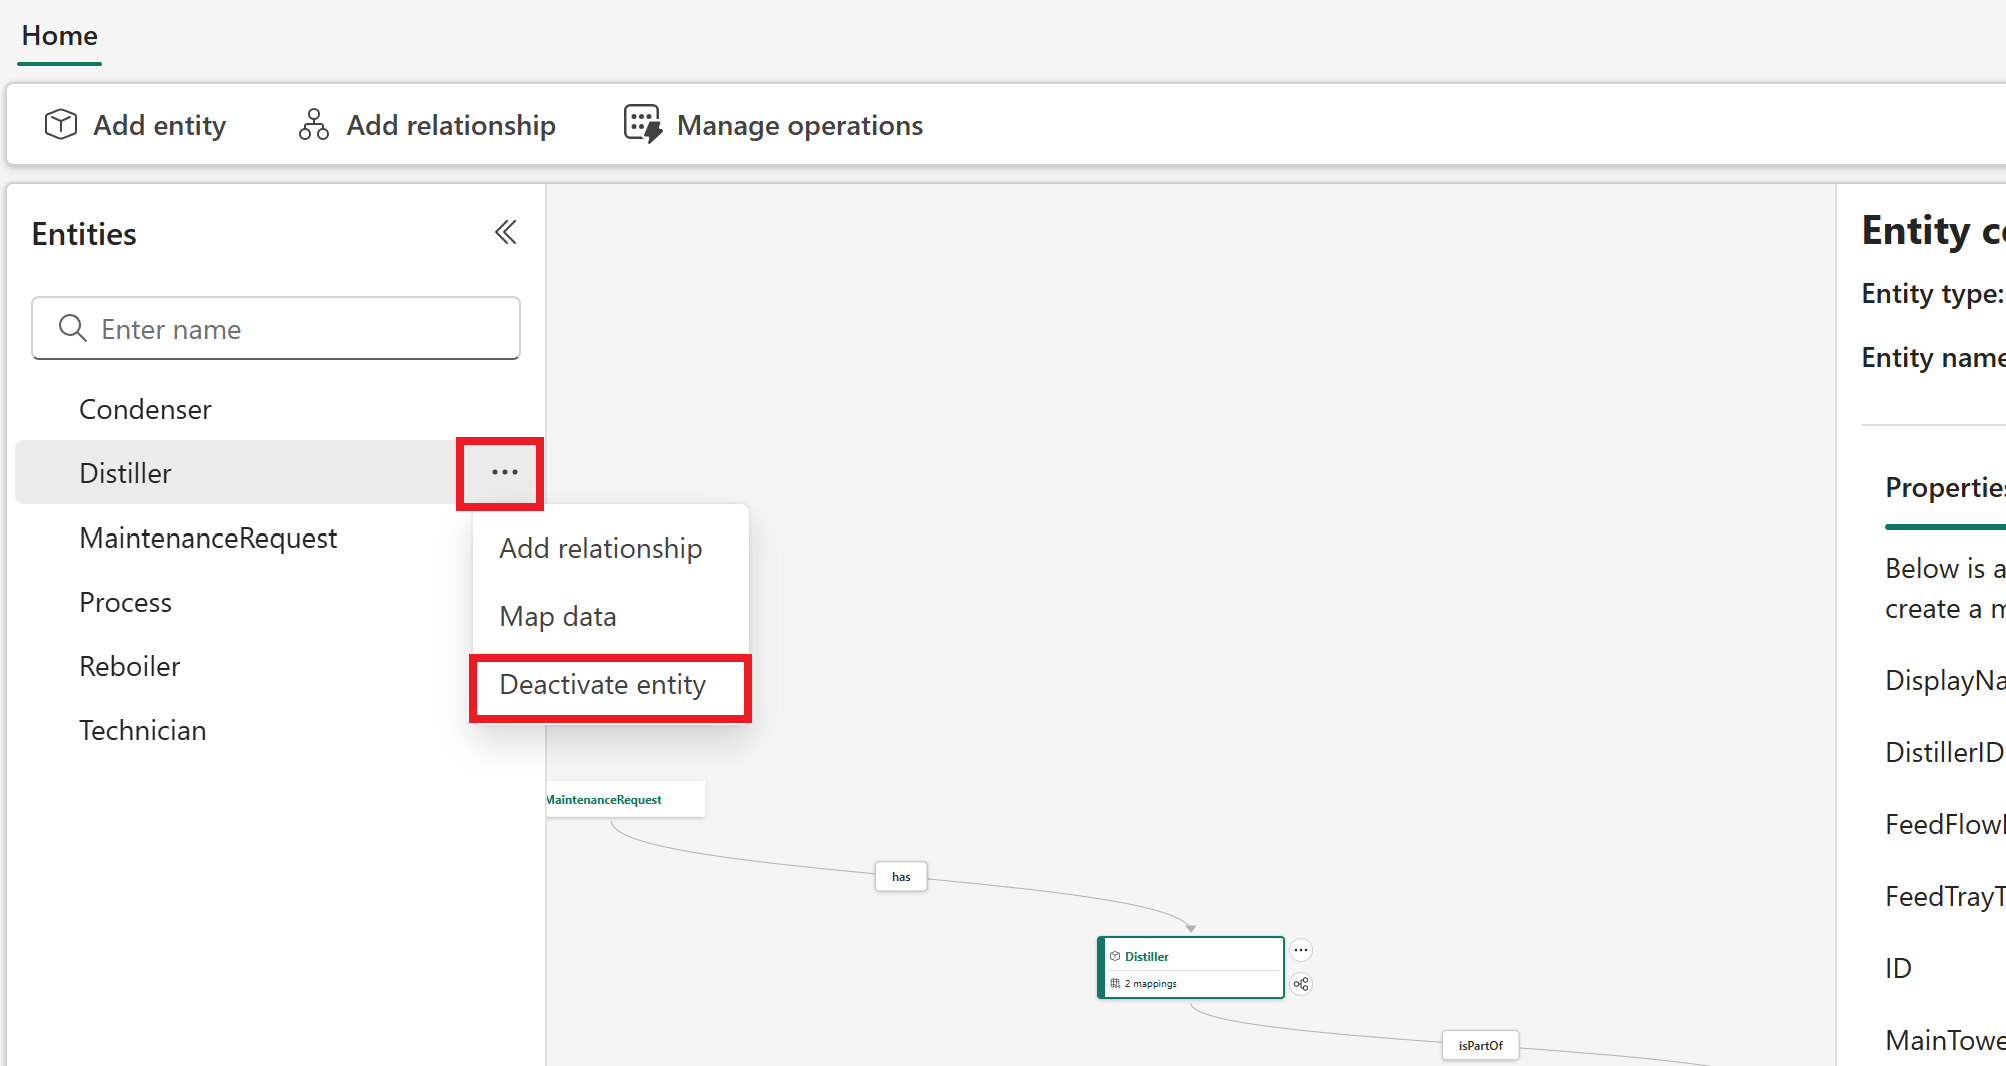 Home
Add entity
Add relationship
Manage operations
Entities
Enter name
Condenser
Distiller
MaintenanceRequest
Process
Reboiler
Technician
Add relationship
Map data
Deactivate entity
MaintenanceRequest
has
Distiller
2 mappings
isPartOf
Entity
Entity type:
Entity name
Properties
Below is a
create a
DisplayNa
DistillerID
FeedFlow
FeedTrayT
ID
MainTowe